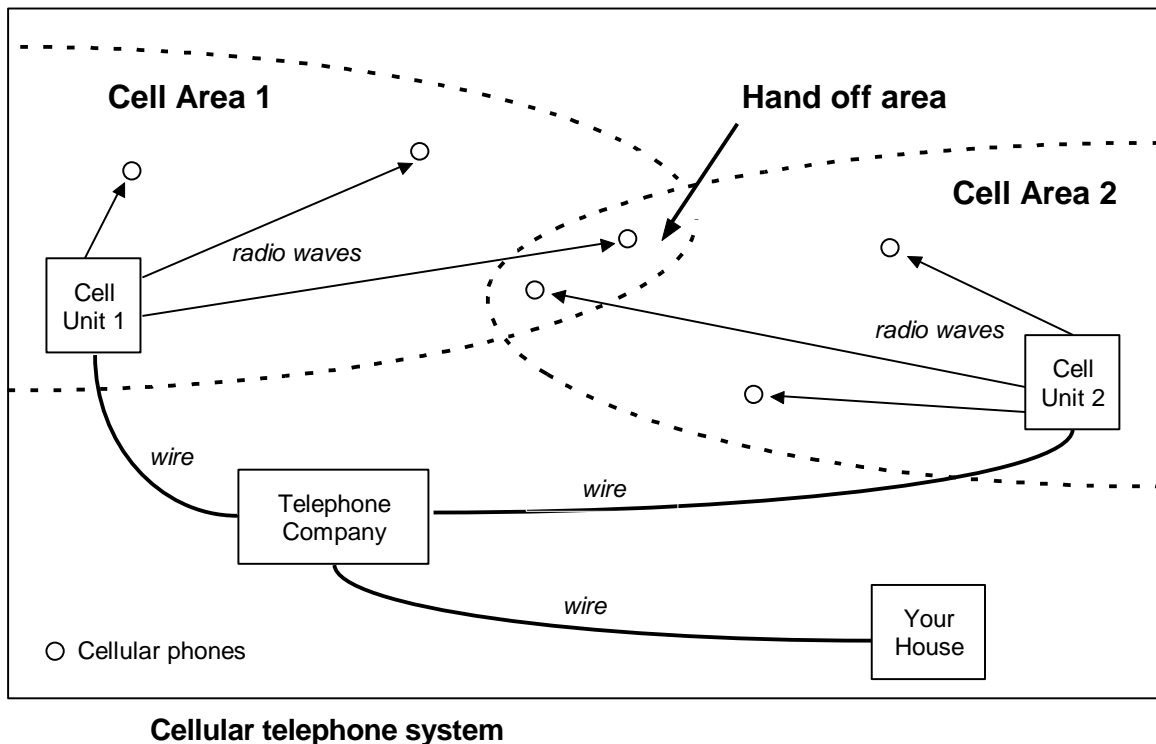 Cell Area 1
Hand off area
Cell Area 2
radio waves
Cell
Unit 1
radio waves
Cell
Unit 2
wire
wire
Telephone
Company
wire
Your
House
Cellular phones
Cellular telephone system